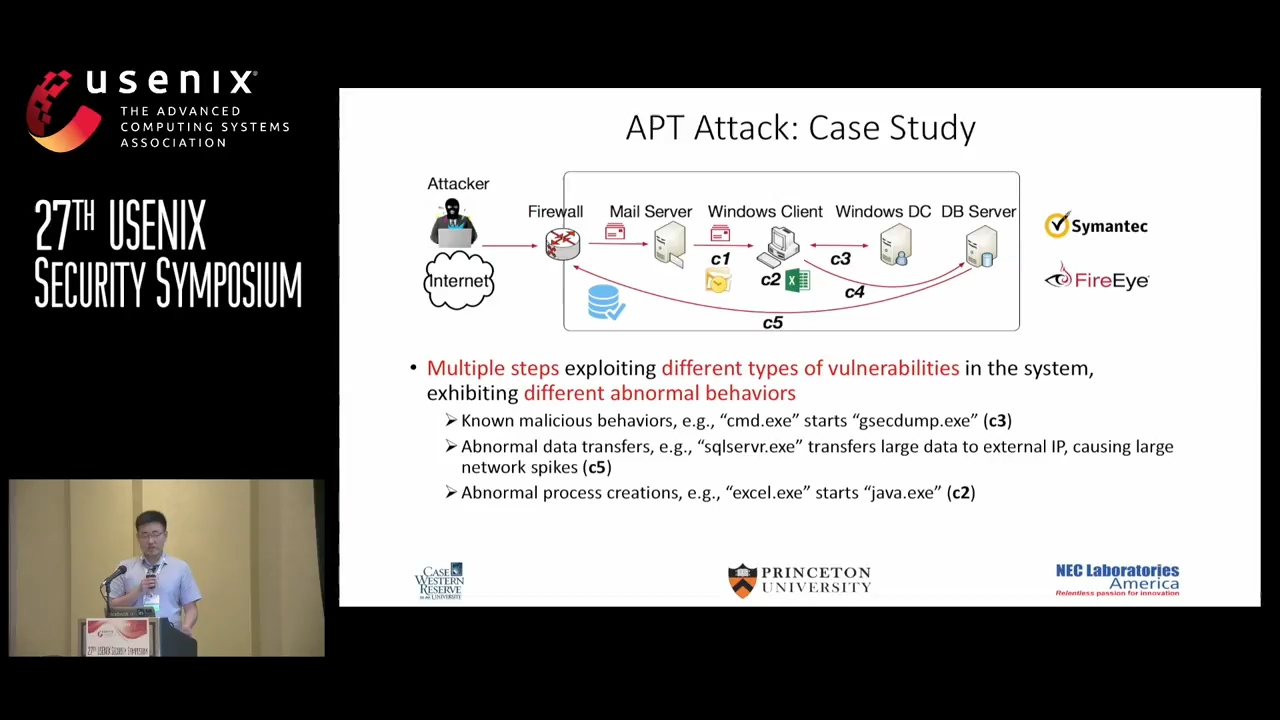 usenix
THE ADVANCED
COMPUTING SYSTEMS
ASSOCIATION
27TH USENIX
SECURITY SYMPOSIUM
APT Attack: Case Study
Attacker
Internet
Firewall
Mail Server
Windows Client
Windows DC
DB Server
c1
c2
c3
c4
c5
Symantec
FireEye
• Multiple steps exploiting different types of vulnerabilities in the system,
exhibiting different abnormal behaviors
➢ Known malicious behaviors, e.g., “cmd.exe” starts “gsecdump.exe” (c3)
➢ Abnormal data transfers, e.g., “sqlservr.exe” transfers large data to external IP, causing large
network spikes (c5)
➢ Abnormal process creations, e.g., “excel.exe” starts “java.exe” (c2)
CASE
WESTERN
RESERVE
UNIVERSITY
PRINCETON
UNIVERSITY
NEC Laboratories
America
Relentless passion for innovation
27TH USENIX SECURITY SYMPOSIUM